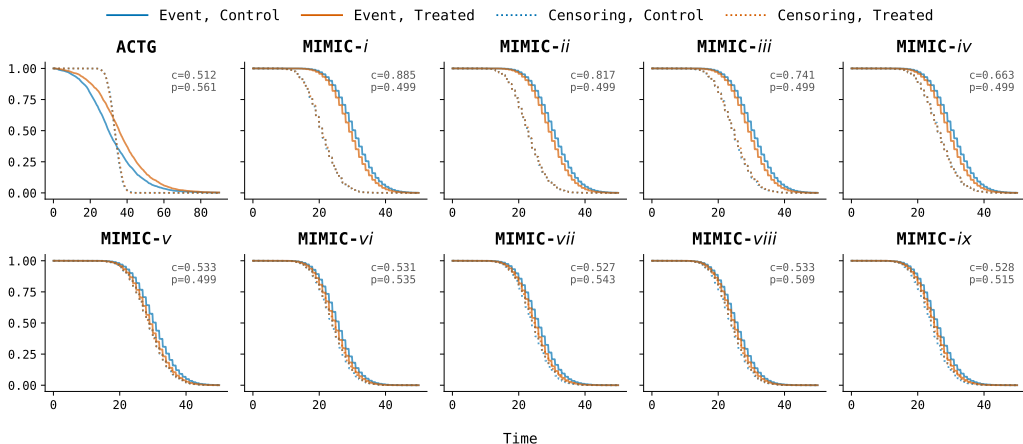 Event, Control Event, Treated Censoring, Control Censoring, Treated
ACTG MIMIC-i MIMIC-ii MIMIC-iii MIMIC-iv
1.00
0.75
0.50
0.25
0.00
c=0.512
p=0.561
c=0.885
p=0.499
c=0.817
p=0.499
c=0.741
p=0.499
c=0.663
p=0.499
0 20 40 60 80 0 20 40 0 20 40 0 20 40 0 20 40
MIMIC-v MIMIC-vi MIMIC-vii MIMIC-viii MIMIC-ix
1.00
0.75
0.50
0.25
0.00
c=0.533
p=0.499
c=0.531
p=0.535
c=0.527
p=0.543
c=0.533
p=0.509
c=0.528
p=0.515
0 20 40 0 20 40 0 20 40 0 20 40 0 20 40
Time